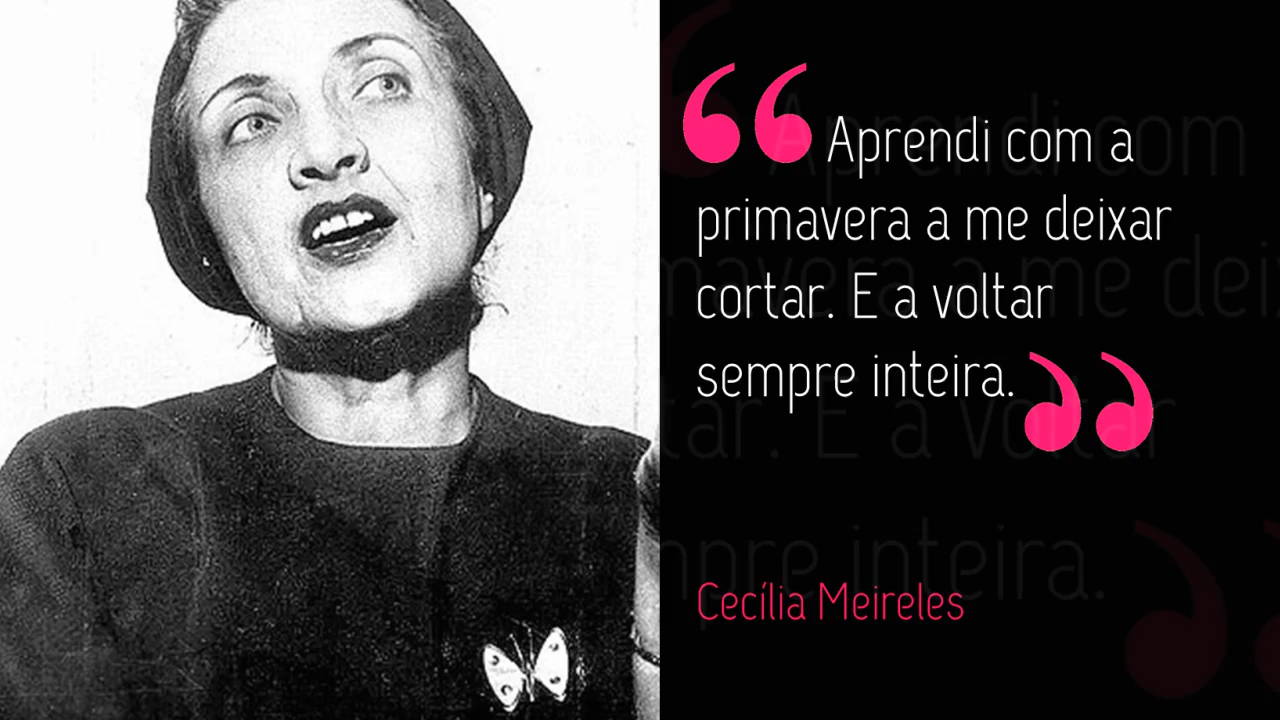 “Aprendi com a
primavera a me deixar
cortar. E a voltar
sempre inteira.”
Cecília Meireles